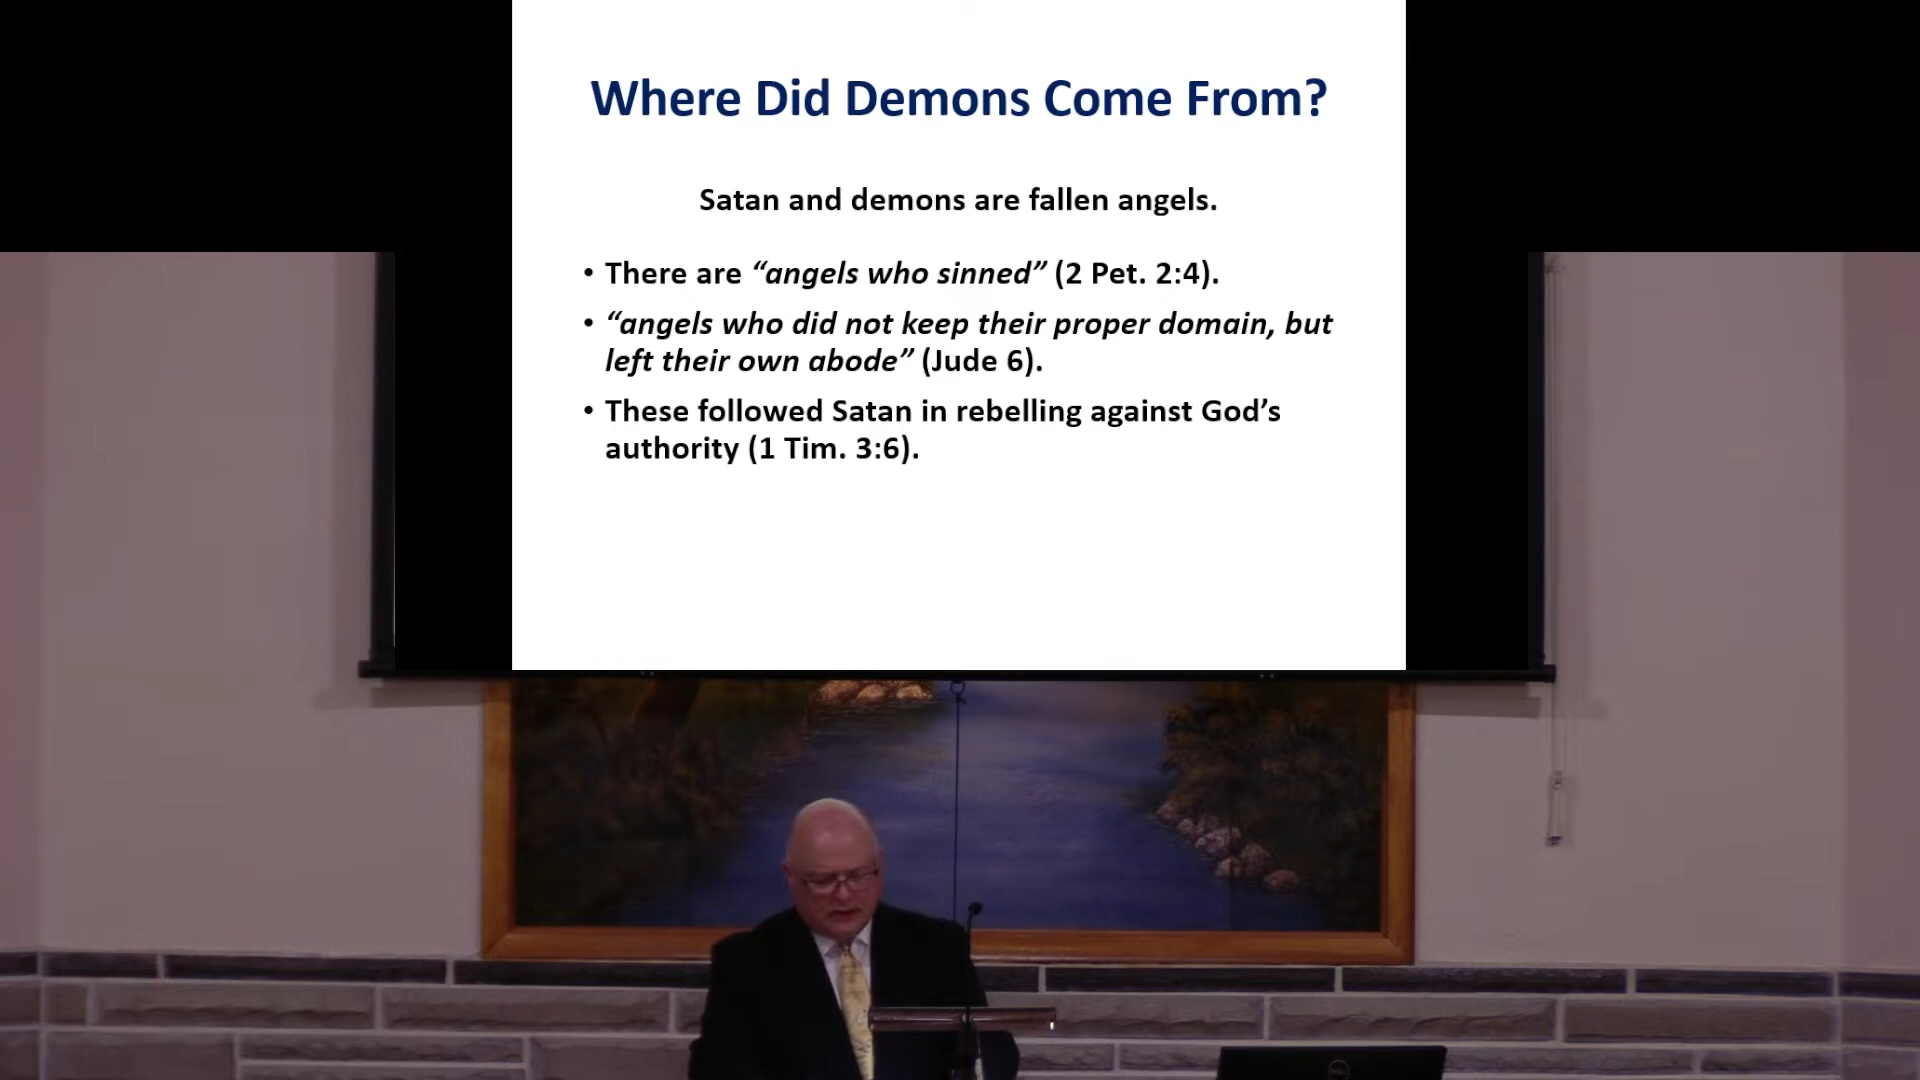 Where Did Demons Come From?
Satan and demons are fallen angels.
• There are “angels who sinned” (2 Pet. 2:4).
• “angels who did not keep their proper domain, but
left their own abode” (Jude 6).
• These followed Satan in rebelling against God’s
authority (1 Tim. 3:6).
DELL